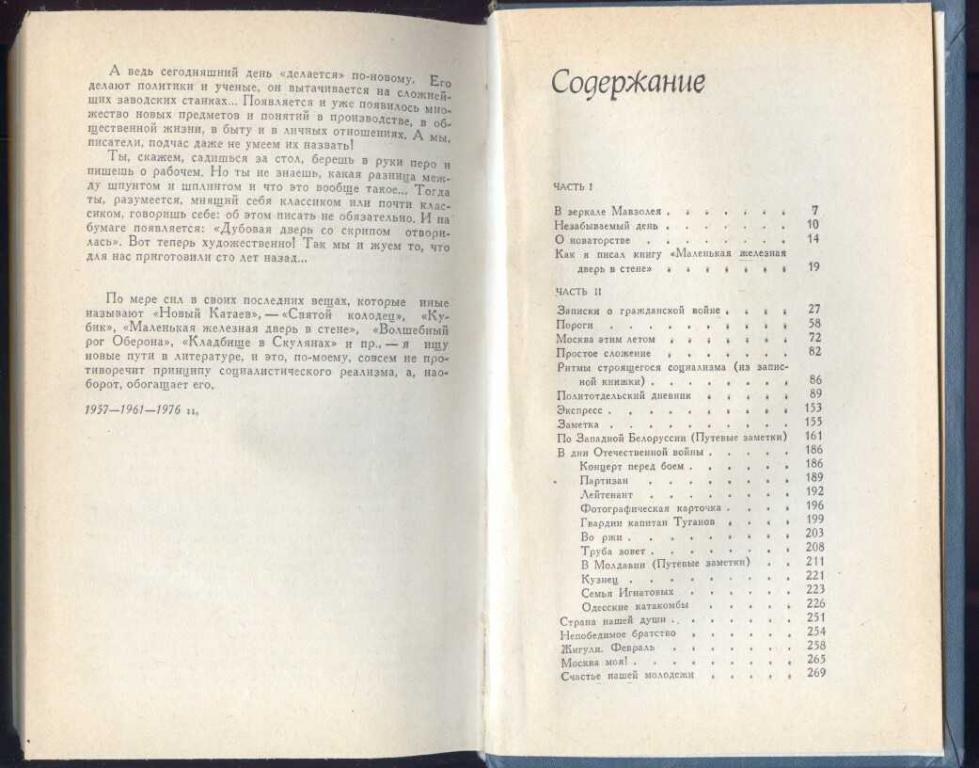 А ведь сегодняшний день «делается» по-новому. Его
делают политики и ученые, он вытачивается на сложней-
ших заводских станках... Появляется и уже появилось мно-
жество новых предметов и понятий в производстве, в об-
щественной жизни, в быту и в личных отношениях. А мы,
писатели, подчас даже не умеем их назвать!
Ты, скажем, садишься за стол, берешь в руки перо и
пишешь о рабочем. Но ты не знаешь, какая разница меж-
ду шпунтом и шплинтом и что это вообще такое... Тогда
ты, разумеется, мнящий себя классиком или почти клас-
сиком, говоришь себе: об этом писать не обязательно. И на
бумаге появляется: «Дубовая дверь со скрипом отвори-
лась». Вот теперь художественно! Так мы и жуем то, что
для нас приготовили сто лет назад...
По мере сил в своих последних вещах, которые иные
называют «Новый Катаев», — «Святой колодец», «Ку-
бик», «Маленькая железная дверь в стене», «Волшебный
рог Оберона», «Кладбище в Скулянах» и пр., — я ищу
новые пути в литературе, и это, по-моему, совсем не про-
тиворечит принципу социалистического реализма, а, нао-
борот, обогащает его.
1957—1961—1976 гг.
Содержание
ЧАСТЬ I
В зеркале Мавзолея . . . . . . . 7
Незабываемый день . . . . . . . 10
О новаторстве . . . . . . . 14
Как я писал книгу «Маленькая железная
дверь в стене» . . . . . . . 19
ЧАСТЬ II
Записки о гражданской войне . . . . 27
Пороги . . . . . . . . . 58
Москва этим летом . . . . . . . 72
Простое сложение . . . . . . . 82
Ритмы строящегося социализма (из запис-
ной книжки) . . . . . . . 86
Политотдельский дневник . . . . . 89
Экспресс . . . . . . . . . 153
Заметка . . . . . . . . . 155
По Западной Белоруссии (Путевые заметки) 161
В дни Отечественной войны . . . . . 186
Концерт перед боем . . . . . . 186
Партизан . . . . . . . . 189
Лейтенант . . . . . . . . 192
Фотографическая карточка . . . . 196
Гвардии капитан Туганов . . . . 199
Во ржи . . . . . . . . . 203
Труба зовет . . . . . . . . 208
В Молдавии (Путевые заметки) . . 211
Кузнец . . . . . . . . . 221
Семья Игнатовых . . . . . . 223
Одесские катакомбы . . . . . 226
Страна нашей души . . . . . . . 251
Непобедимое братство . . . . . . 254
Жигули. Февраль . . . . . . . 258
Москва моя! . . . . . . . . 265
Счастье нашей молодежи . . . . . 269